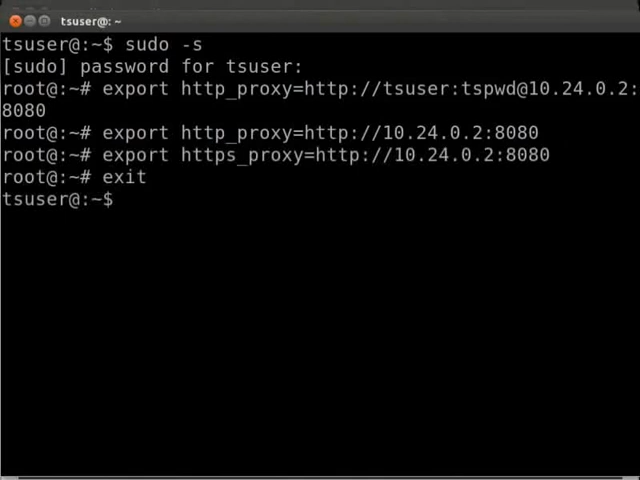 tsuser@: ~
tsuser@:~$ sudo -s
[sudo] password for tsuser:
root@:~# export http_proxy=http://tsuser:tspwd@10.24.0.2:
8080
root@:~# export http_proxy=http://10.24.0.2:8080
root@:~# export https_proxy=http://10.24.0.2:8080
root@:~# exit
tsuser@:~$